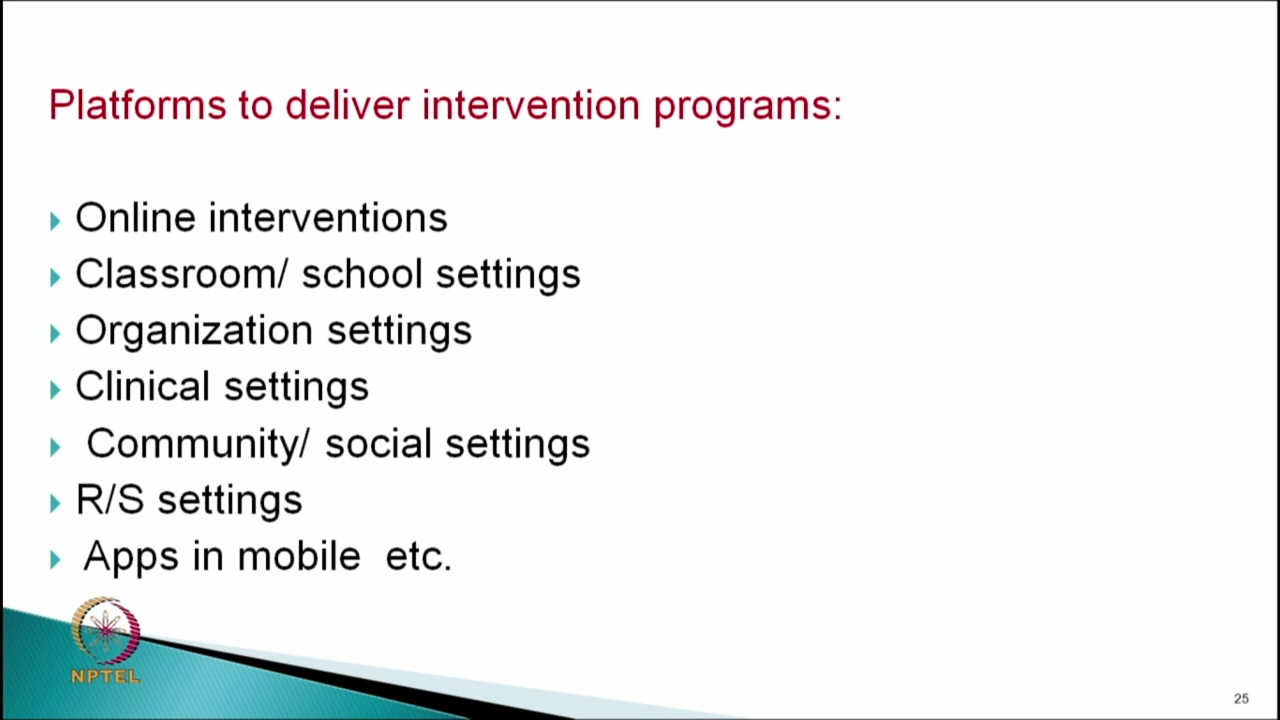 Platforms to deliver intervention programs:
Online interventions
Classroom/ school settings
Organization settings
Clinical settings
Community/ social settings
R/S settings
Apps in mobile etc.
NPTEL
25